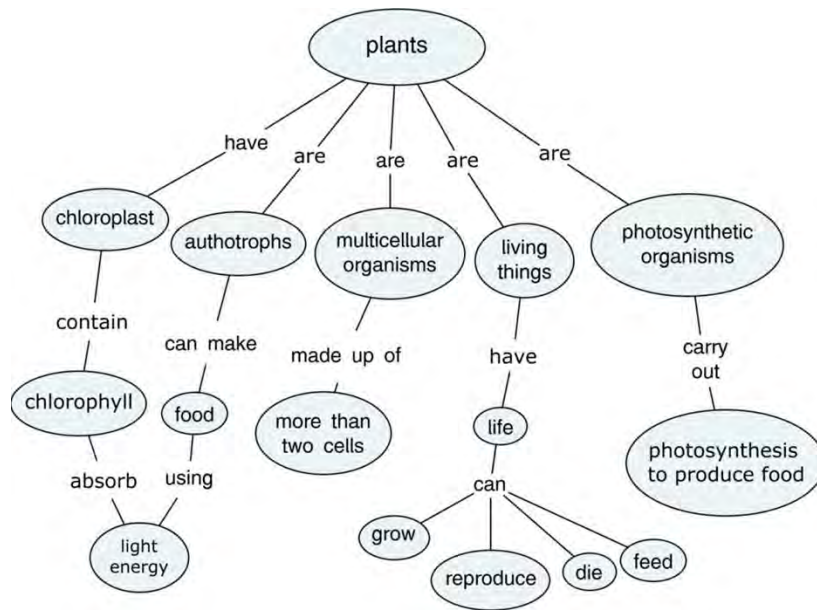 plants
have
are
are
are
are
chloroplast
authotrophs
multicellular
organisms
living
things
photosynthetic
organisms
contain
can make
made up of
have
carry
out
chlorophyll
food
more than
two cells
life
photosynthesis
to produce food
absorb
using
can
light
energy
grow
reproduce
die
feed